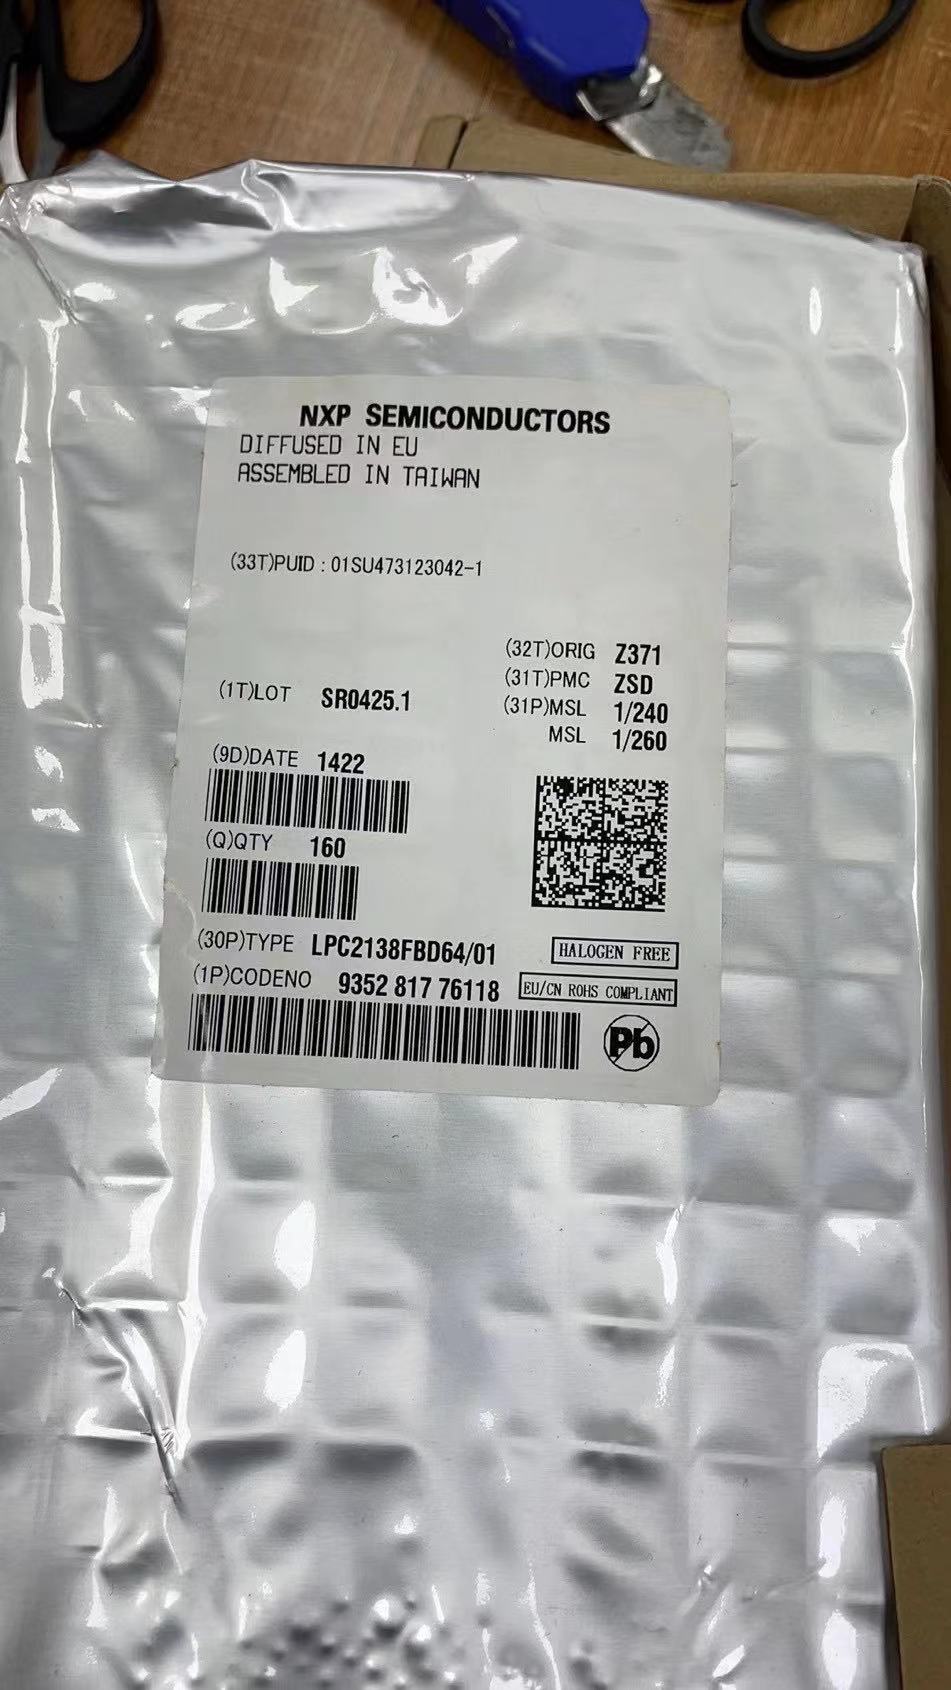 NXP SEMICONDUCTORS
DIFFUSED IN EU
ASSEMBLED IN TAIWAN
(33T)PUID : 01SU473123042-1
(32T)ORIG Z371
(31T)PMC ZSD
(1T)LOT SR0425.1
(31P)MSL 1/240
MSL 1/260
(9D)DATE 1422
(Q)QTY 160
(30P)TYPE LPC2138FBD64/01
HALOGEN FREE
(1P)CODENO 9352 817 76118
EU/CN ROHS COMPLIANT
Pb